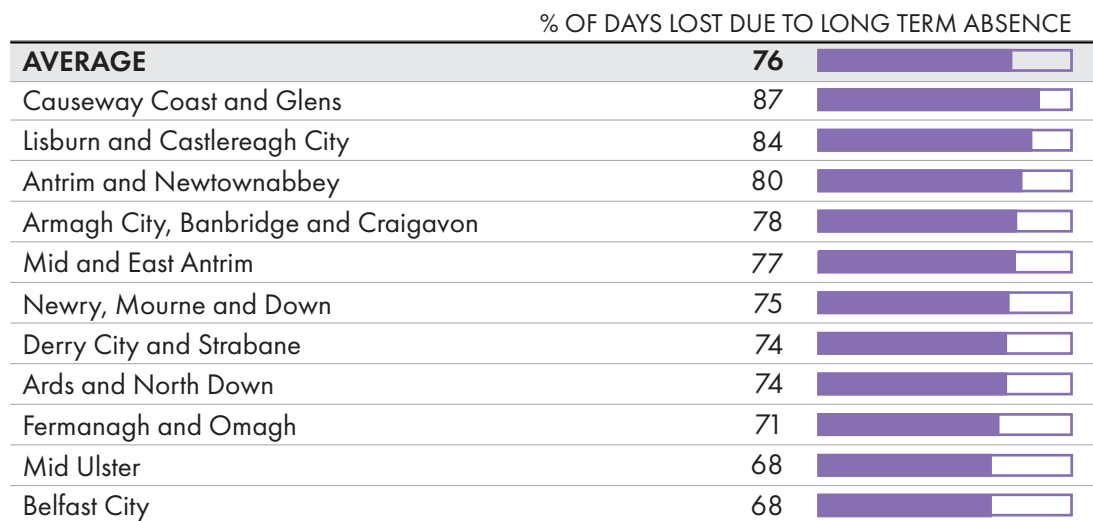 % OF DAYS LOST DUE TO LONG TERM ABSENCE
AVERAGE 76
Causeway Coast and Glens 87
Lisburn and Castlereagh City 84
Antrim and Newtownabbey 80
Armagh City, Banbridge and Craigavon 78
Mid and East Antrim 77
Newry, Mourne and Down 75
Derry City and Strabane 74
Ards and North Down 74
Fermanagh and Omagh 71
Mid Ulster 68
Belfast City 68